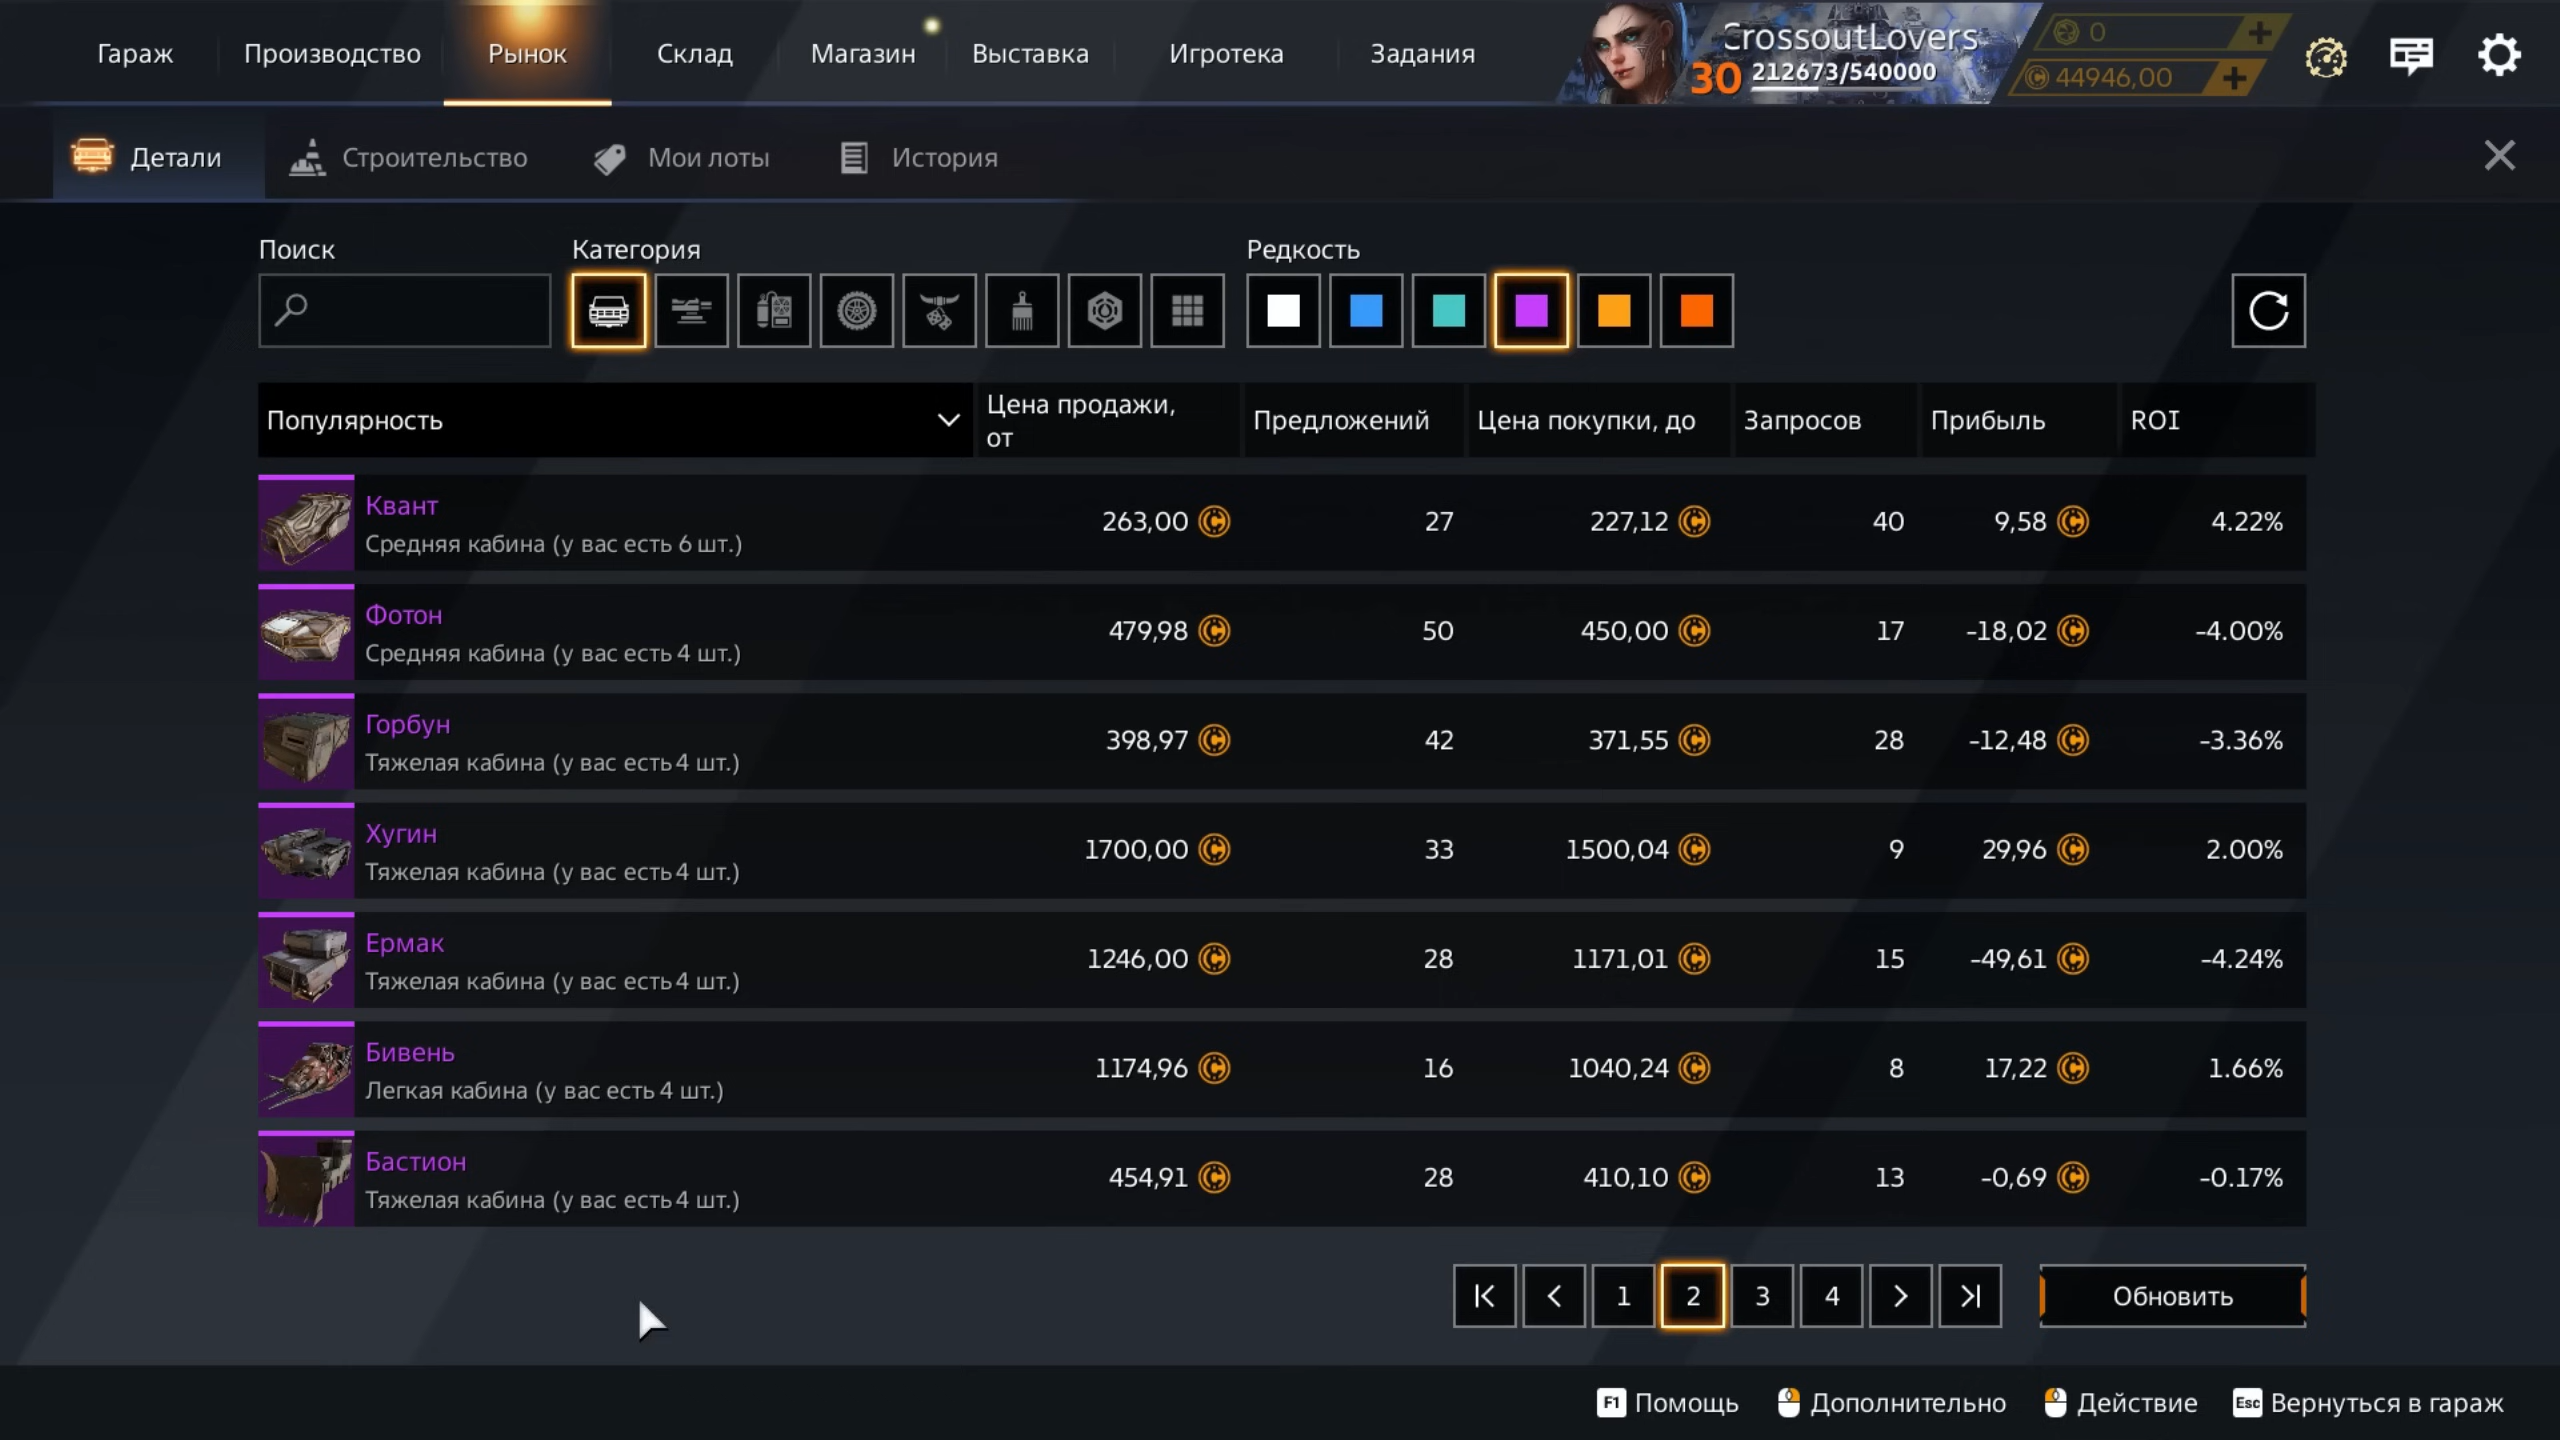 Гараж Производство Рынок Склад Магазин Выставка Игротека Задания
CrossoutLovers
30 212673/540000
0
44946,00
Детали Строительство Мои лоты История
Поиск Категория Редкость
Популярность Цена продажи, от Предложений Цена покупки, до Запросов Прибыль ROI
Квант
Средняя кабина (у вас есть 6 шт.)
263,00 27 227,12 40 9,58 4.22%
Фотон
Средняя кабина (у вас есть 4 шт.)
479,98 50 450,00 17 -18,02 -4.00%
Горбун
Тяжелая кабина (у вас есть 4 шт.)
398,97 42 371,55 28 -12,48 -3.36%
Хугин
Тяжелая кабина (у вас есть 4 шт.)
1700,00 33 1500,04 9 29,96 2.00%
Ермак
Тяжелая кабина (у вас есть 4 шт.)
1246,00 28 1171,01 15 -49,61 -4.24%
Бивень
Легкая кабина (у вас есть 4 шт.)
1174,96 16 1040,24 8 17,22 1.66%
Бастион
Тяжелая кабина (у вас есть 4 шт.)
454,91 28 410,10 13 -0,69 -0.17%
1 2 3 4 Обновить
F1 Помощь Дополнительно Действие Esc Вернуться в гараж